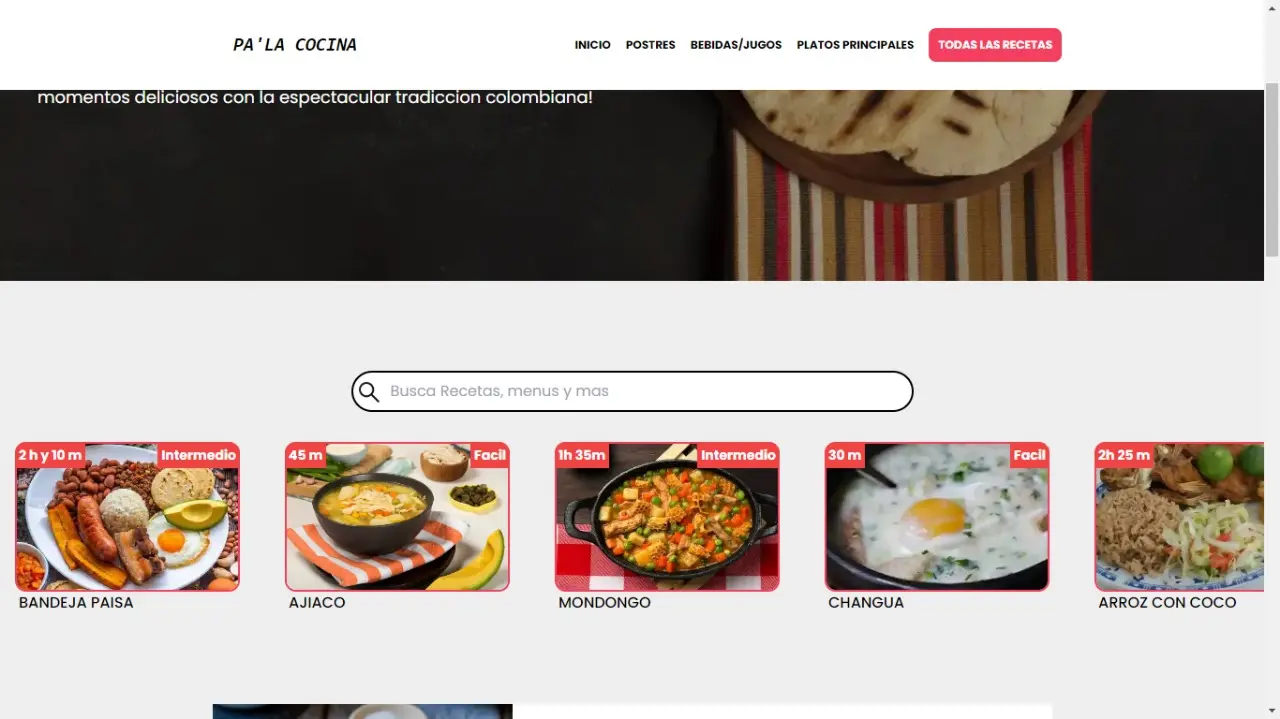 PA'LA COCINA
INICIO POSTRES BEBIDAS/JUGOS PLATOS PRINCIPALES TODAS LAS RECETAS
momentos deliciosos con la espectacular tradiccion colombiana!
Busca Recetas, menus y mas
2 h y 10 m Intermedio
BANDEJA PAISA
45 m Facil
AJIACO
1h 35m Intermedio
MONDONGO
30 m Facil
CHANGUA
2h 25 m
ARROZ CON COCO